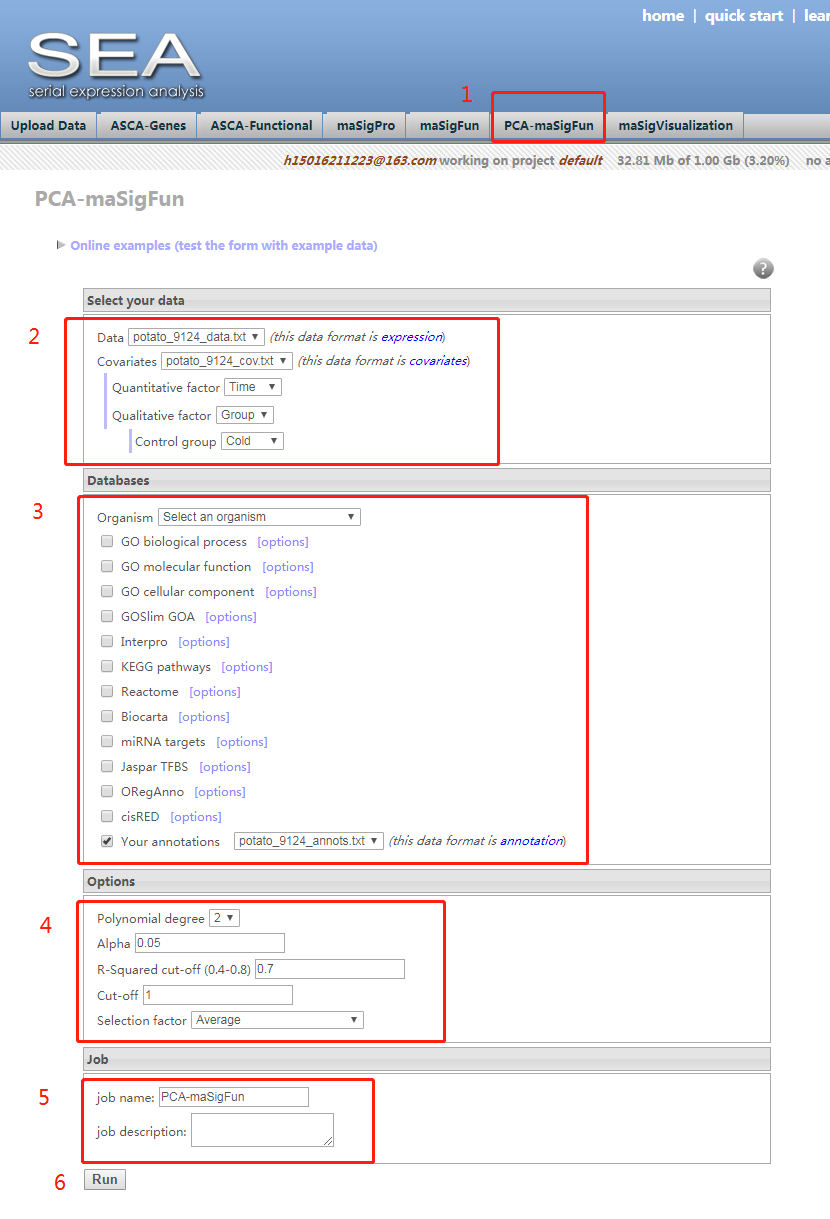 home | quick start |
SEA
serial expression analysis
1
Upload Data ASCA-Genes ASCA-Functional maSigPro maSigFun PCA-maSigFun maSigVisualization
h15016211223@163.com working on project default 32.81 Mb of 1.00 Gb (3.20%) no
PCA-maSigFun
Online examples (test the form with example data)
?
Select your data
2
Data potato_9124_data.txt (this data format is expression)
Covariates potato_9124_cov.txt (this data format is covariates)
Quantitative factor Time
Qualitative factor Group
Control group Cold
Databases
3
Organism Select an organism
GO biological process [options]
GO molecular function [options]
GO cellular component [options]
GOSlim GOA [options]
Interpro [options]
KEGG pathways [options]
Reactome [options]
Biocarta [options]
miRNA targets [options]
Jaspar TFBS [options]
ORegAnno [options]
cisRED [options]
Your annotations potato_9124_annots.txt (this data format is annotation)
Options
4
Polynomial degree 2
Alpha 0.05
R-Squared cut-off (0.4-0.8) 0.7
Cut-off 1
Selection factor Average
Job
5
job name: PCA-maSigFun
job description:
6
Run